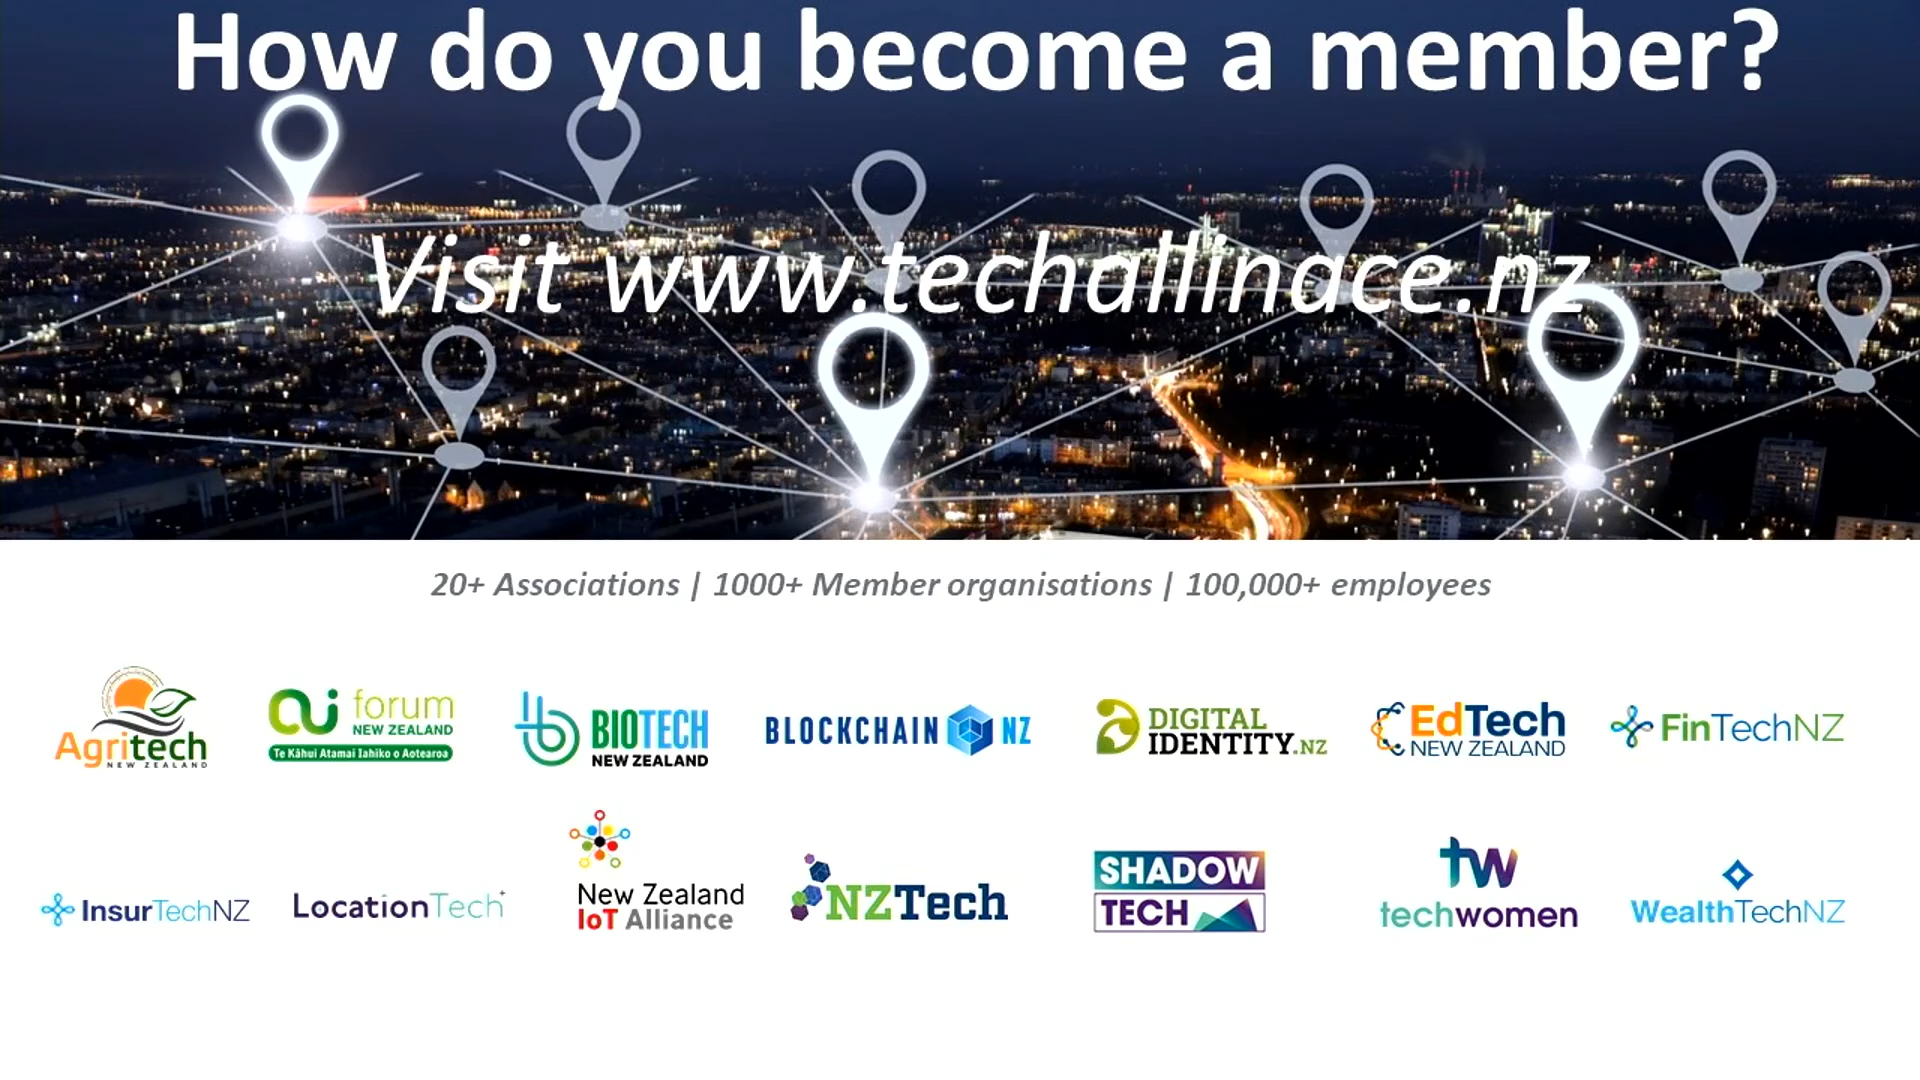 How do you become a member?
Visit www.techallinace.nz
20+ Associations | 1000+ Member organisations | 100,000+ employees
Agritech
NEW ZEALAND
ai forum
NEW ZEALAND
Te Kāhui Atamai Iahiko o Aotearoa
BIOTECH
NEW ZEALAND
BLOCKCHAIN NZ
DIGITAL
IDENTITY.NZ
EdTech
NEW ZEALAND
FinTechNZ
InsurTechNZ
LocationTech+
New Zealand
IoT Alliance
NZTech
SHADOW
TECH
tw
techwomen
WealthTechNZ